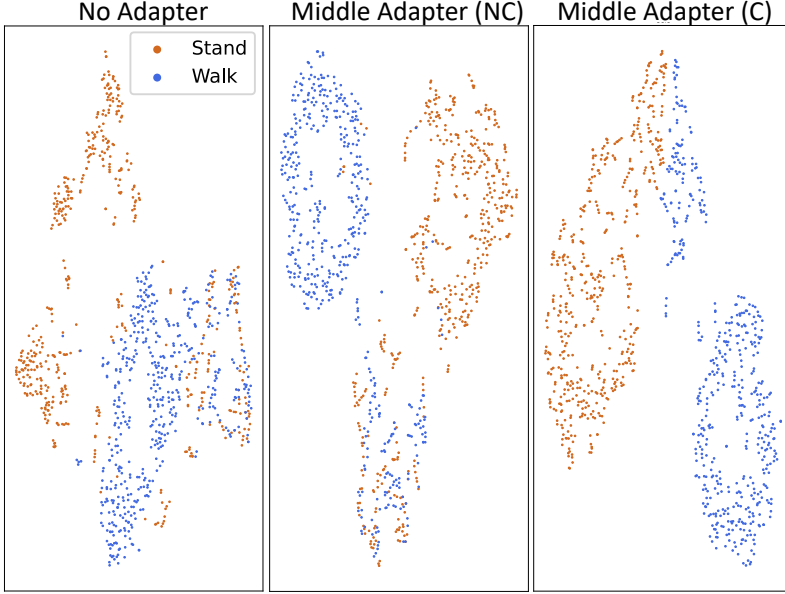 No Adapter
Middle Adapter (NC)
Middle Adapter (C)
Stand
Walk